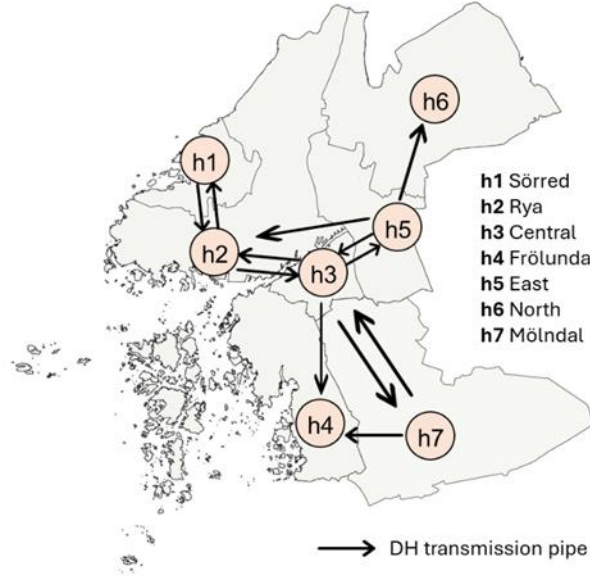 h6
h1
h5
h2
h3
h4
h7
h1 Sörred
h2 Rya
h3 Central
h4 Frölunda
h5 East
h6 North
h7 Mölndal
DH transmission pipe